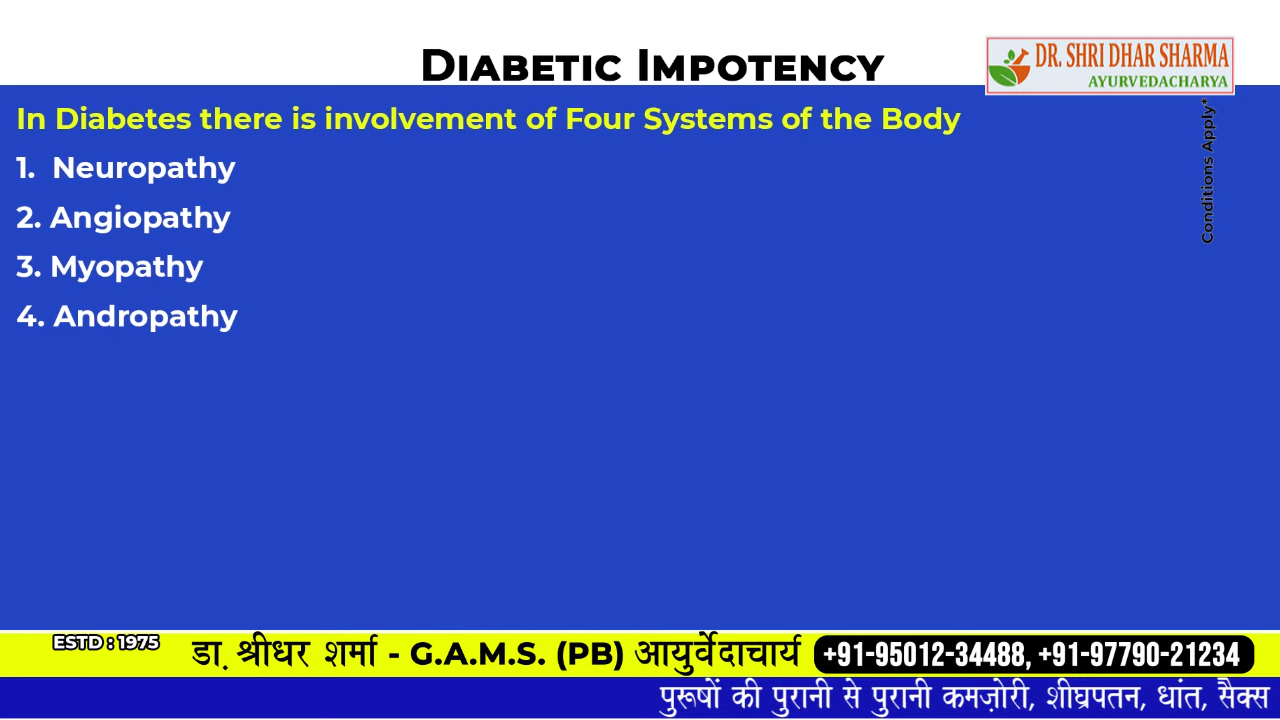 DIABETIC IMPOTENCY
DR. SHRI DHAR SHARMA
AYURVEDACHARYA
Conditions Apply*
In Diabetes there is involvement of Four Systems of the Body
1. Neuropathy
2. Angiopathy
3. Myopathy
4. Andropathy
ESTD : 1975
डा. श्रीधर शर्मा - G.A.M.S. (PB) आयुर्वेदाचार्य +91-95012-34488, +91-97790-21234
पुरूषों की पुरानी से पुरानी कमज़ोरी, शीघ्रपतन, धांत, सैक्स